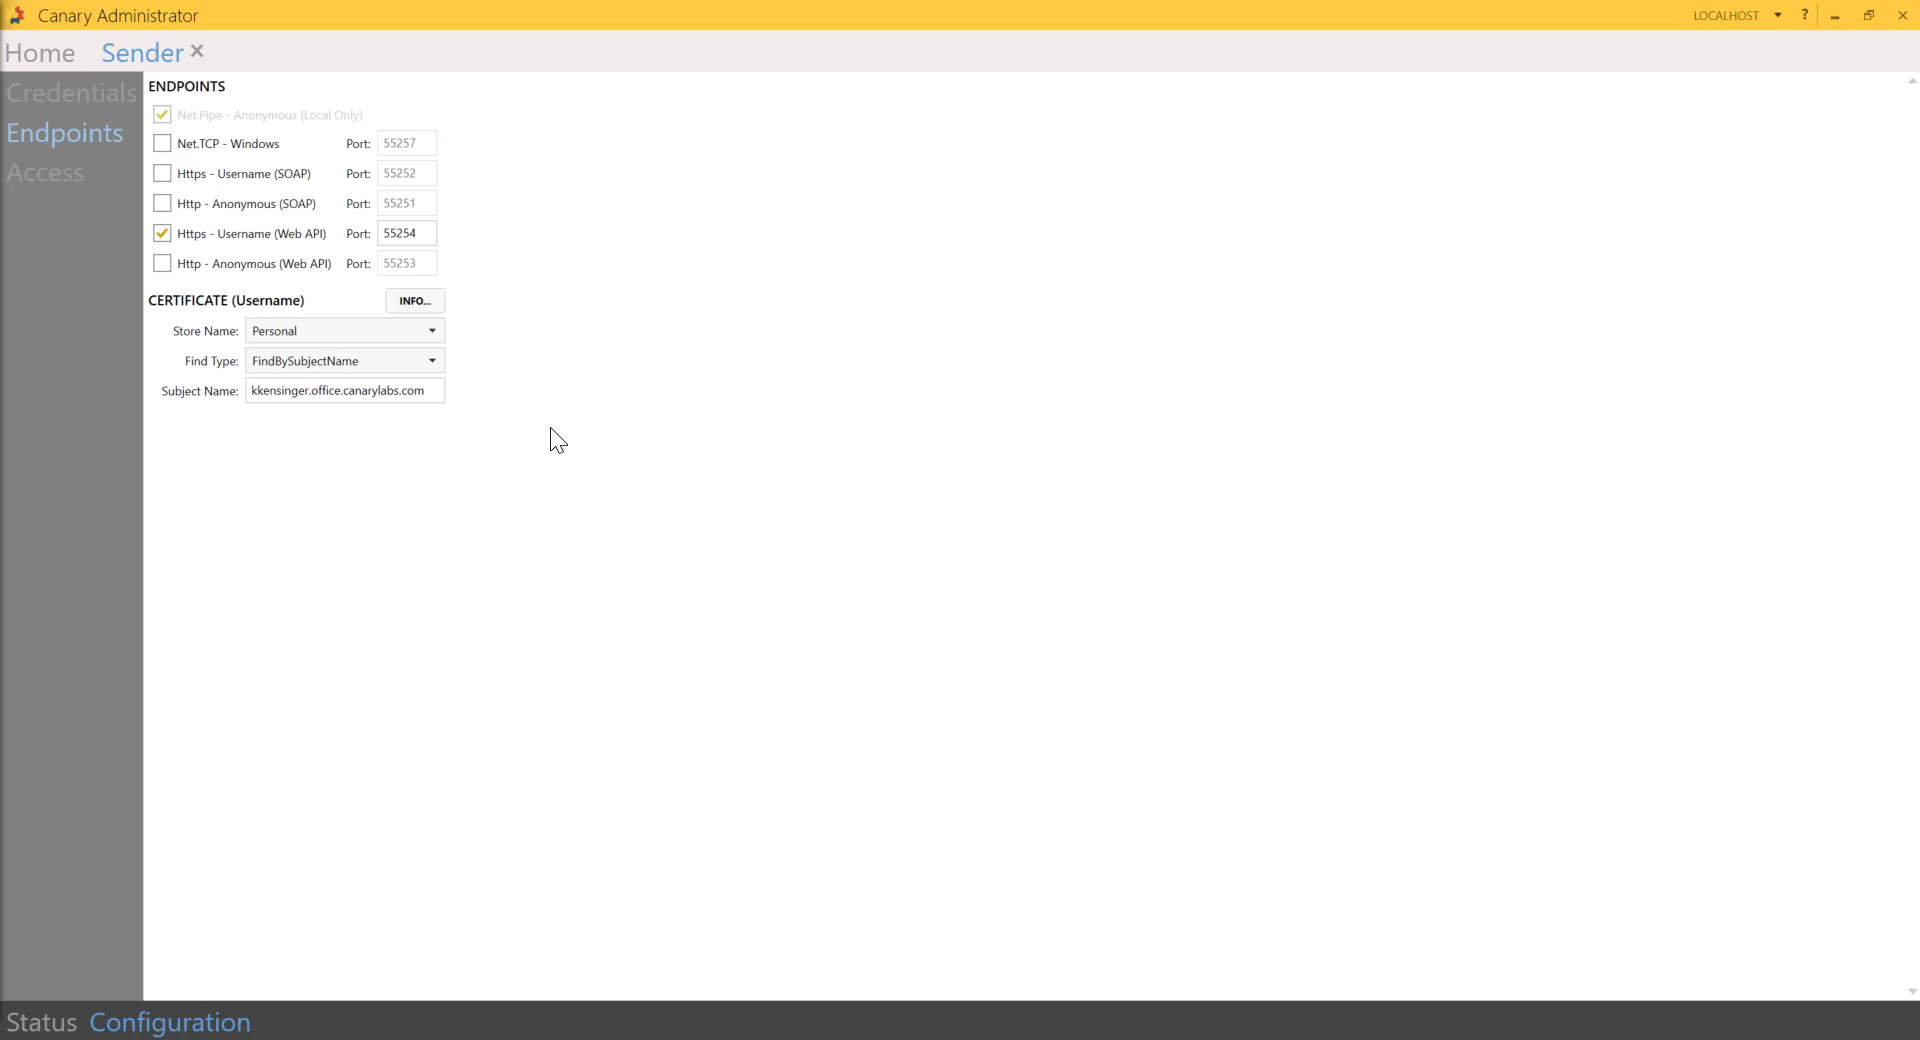 Canary Administrator
LOCALHOST ?
Home Sender
Credentials
Endpoints
Access
ENDPOINTS
Net.Pipe - Anonymous (Local Only)
Net.TCP - Windows Port: 55257
Https - Username (SOAP) Port: 55252
Http - Anonymous (SOAP) Port: 55251
Https - Username (Web API) Port: 55254
Http - Anonymous (Web API) Port: 55253
CERTIFICATE (Username) INFO...
Store Name: Personal
Find Type: FindBySubjectName
Subject Name: kkensinger.office.canarylabs.com
Status Configuration